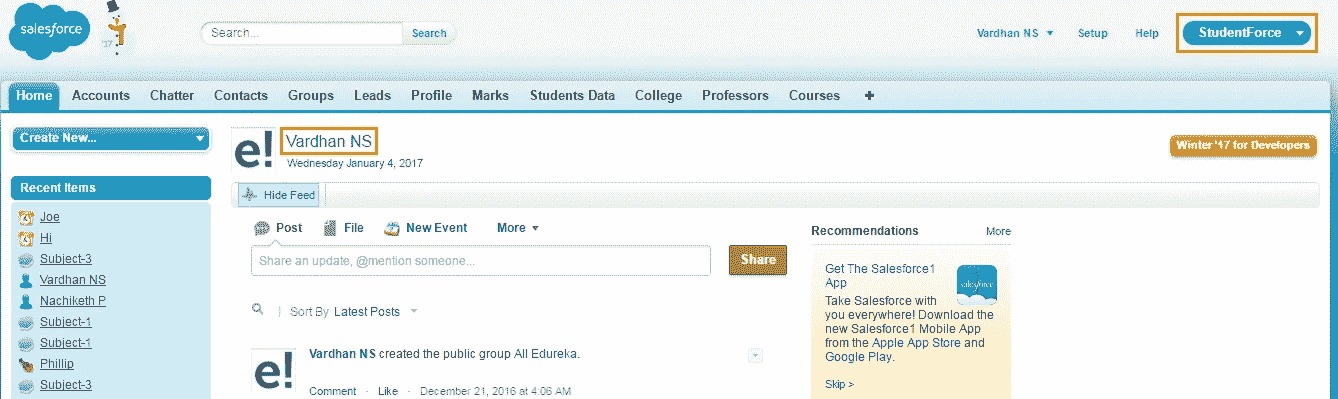 salesforce
'17
Search...
Search
Vardhan NS
Setup
Help
StudentForce
Home Accounts Chatter Contacts Groups Leads Profile Marks Students Data College Professors Courses +
Create New...
e!
Vardhan NS
Wednesday January 4, 2017
Winter '17 for Developers
Hide Feed
Recent Items
Joe
Hi
Subject-3
Vardhan NS
Nachiketh P
Subject-1
Subject-1
Phillip
Subject-3
Post File New Event More
Share an update, @mention someone...
Share
Sort By Latest Posts
e!
Vardhan NS created the public group All Edureka.
Comment · Like · December 21, 2016 at 4:06 AM
Recommendations More
Get The Salesforce1
App
salesforce
Take Salesforce with
you everywhere! Download the
new Salesforce1 Mobile App
from the Apple App Store and
Google Play.
Skip >